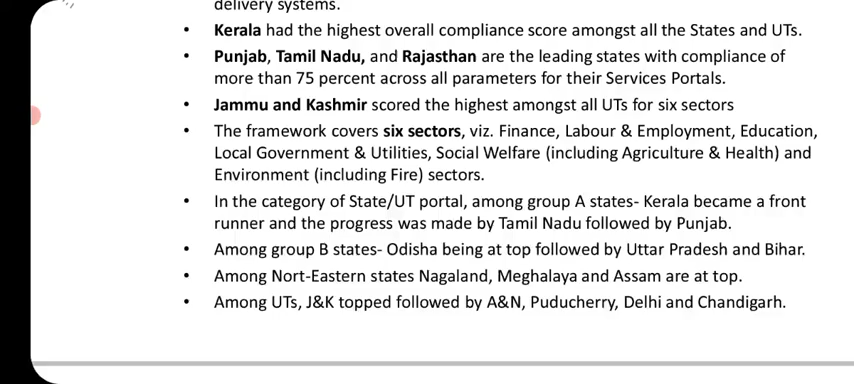 delivery systems.
• Kerala had the highest overall compliance score amongst all the States and UTs.
• Punjab, Tamil Nadu, and Rajasthan are the leading states with compliance of
more than 75 percent across all parameters for their Services Portals.
• Jammu and Kashmir scored the highest amongst all UTs for six sectors
• The framework covers six sectors, viz. Finance, Labour & Employment, Education,
Local Government & Utilities, Social Welfare (including Agriculture & Health) and
Environment (including Fire) sectors.
• In the category of State/UT portal, among group A states- Kerala became a front
runner and the progress was made by Tamil Nadu followed by Punjab.
• Among group B states- Odisha being at top followed by Uttar Pradesh and Bihar.
• Among Nort-Eastern states Nagaland, Meghalaya and Assam are at top.
• Among UTs, J&K topped followed by A&N, Puducherry, Delhi and Chandigarh.